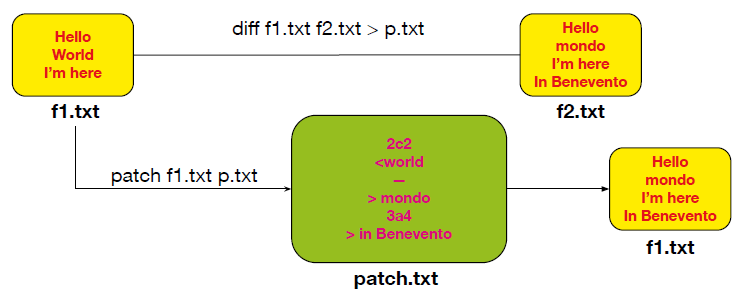 diff f1.txt f2.txt > p.txt
Hello
World
I'm here
f1.txt
Hello
mondo
I'm here
In Benevento
f2.txt
patch f1.txt p.txt
2c2
<world
—
> mondo
3a4
> in Benevento
patch.txt
Hello
mondo
I'm here
In Benevento
f1.txt